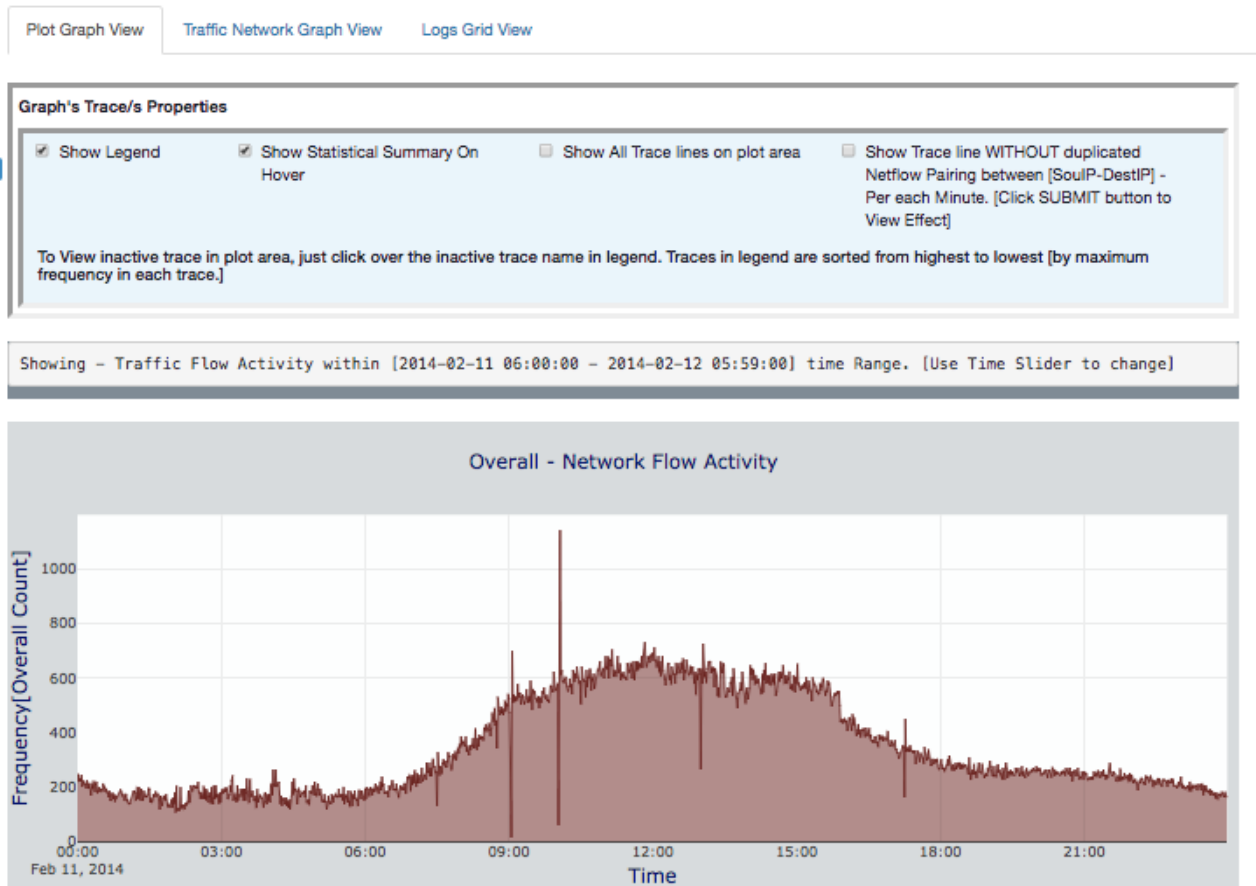 Plot Graph View Traffic Network Graph View Logs Grid View
Graph's Trace/s Properties
Show Legend
Show Statistical Summary On
Hover
Show All Trace lines on plot area
Show Trace line WITHOUT duplicated
Netflow Pairing between [SouIP-DestIP] -
Per each Minute. [Click SUBMIT button to
View Effect]
To View inactive trace in plot area, just click over the inactive trace name in legend. Traces in legend are sorted from highest to lowest [by maximum
frequency in each trace.]
Showing - Traffic Flow Activity within [2014-02-11 06:00:00 - 2014-02-12 05:59:00] time Range. [Use Time Slider to change]
Overall - Network Flow Activity
Frequency[Overall Count]
1000
800
600
400
200
0
00:00 03:00 06:00 09:00 12:00 15:00 18:00 21:00
Feb 11, 2014
Time